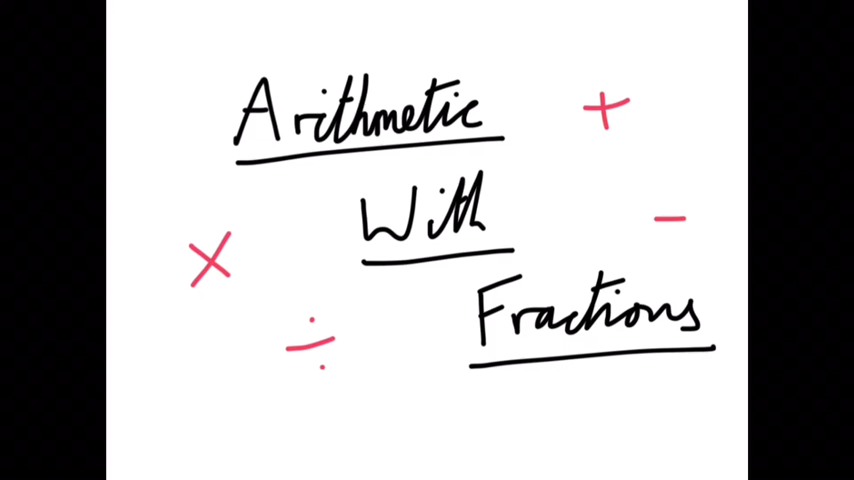 Arithmetic +
With -
×
Fractions
÷